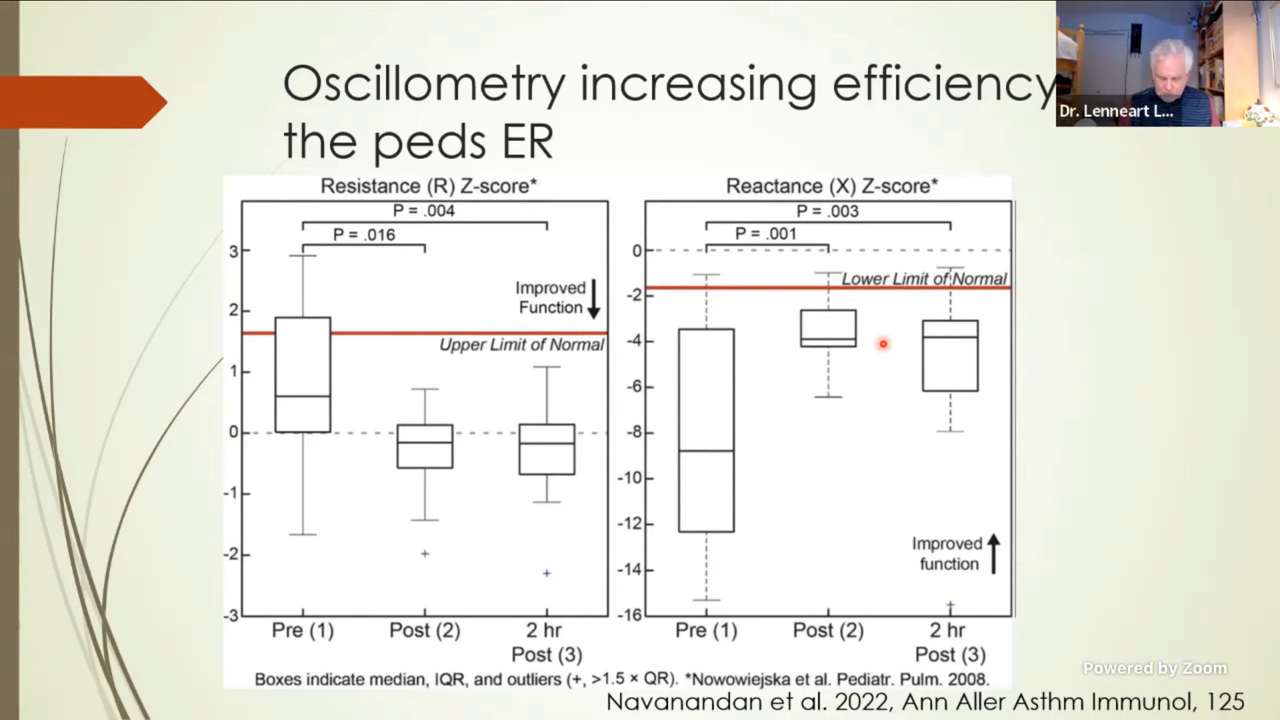 Oscillometry increasing efficiency
the peds ER
Dr. Lenneart L...
Resistance (R) Z-score*
P = .004
P = .016
3
2
1
0
-1
-2
-3
Improved
Function
Upper Limit of Normal
Pre (1)
Post (2)
2 hr
Post (3)
Reactance (X) Z-score*
P = .003
P = .001
0
-2
-4
-6
-8
-10
-12
-14
-16
Lower Limit of Normal
Improved
function
Pre (1)
Post (2)
2 hr
Post (3)
Boxes indicate median, IQR, and outliers (+, >1.5 × QR). *Nowowiejska et al. Pediatr. Pulm. 2008.
Powered by Zoom
Navanandan et al. 2022, Ann Aller Asthm Immunol, 125